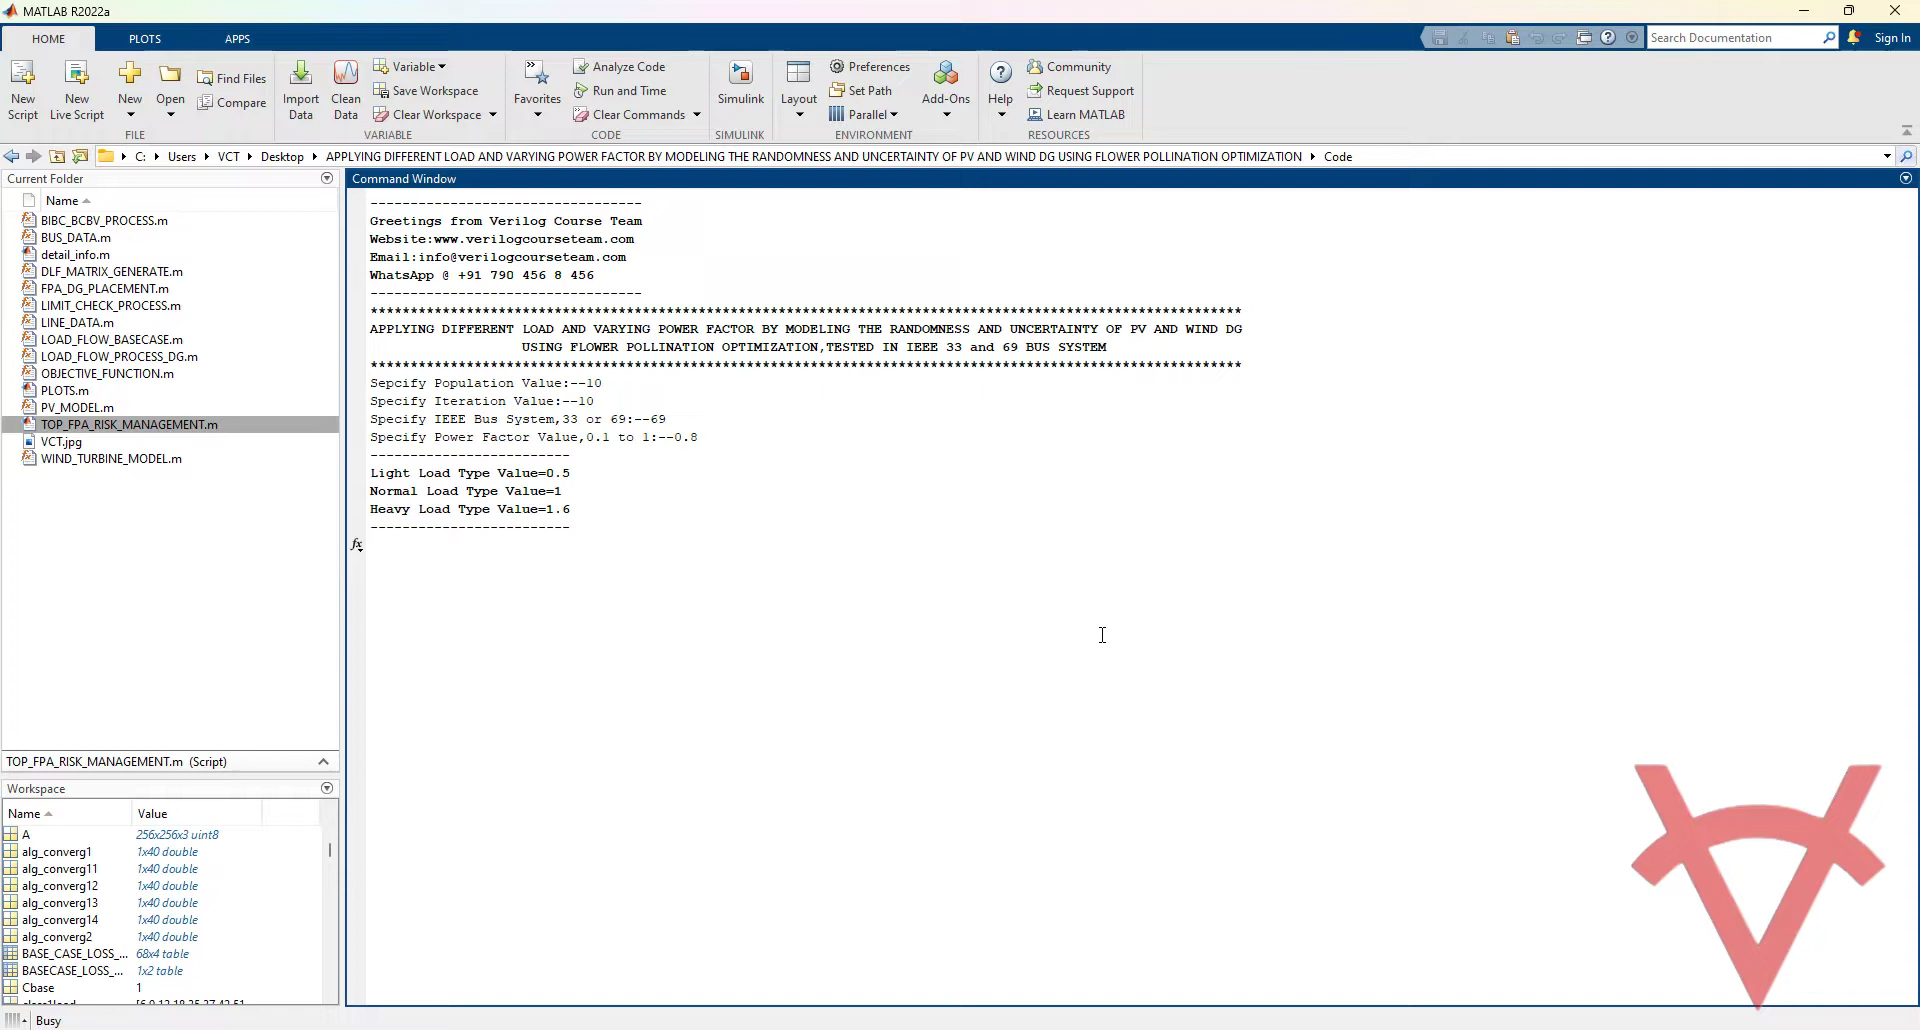 MATLAB R2022a
HOME
PLOTS
APPS
Search Documentation
Sign In
New Script
New Live Script
New
Open
Find Files
Compare
FILE
Import Data
Clean Data
Variable
Save Workspace
Clear Workspace
VARIABLE
Favorites
Analyze Code
Run and Time
Clear Commands
CODE
Simulink
SIMULINK
Layout
Preferences
Set Path
Parallel
Add-Ons
ENVIRONMENT
Help
Community
Request Support
Learn MATLAB
RESOURCES
C: Users VCT Desktop APPLYING DIFFERENT LOAD AND VARYING POWER FACTOR BY MODELING THE RANDOMNESS AND UNCERTAINTY OF PV AND WIND DG USING FLOWER POLLINATION OPTIMIZATION Code
Current Folder
Name
BIBC_BCBV_PROCESS.m
BUS_DATA.m
detail_info.m
DLF_MATRIX_GENERATE.m
FPA_DG_PLACEMENT.m
LIMIT_CHECK_PROCESS.m
LINE_DATA.m
LOAD_FLOW_BASECASE.m
LOAD_FLOW_PROCESS_DG.m
OBJECTIVE_FUNCTION.m
PLOTS.m
PV_MODEL.m
TOP_FPA_RISK_MANAGEMENT.m
VCT.jpg
WIND_TURBINE_MODEL.m
TOP_FPA_RISK_MANAGEMENT.m (Script)
Workspace
Name Value
A 256x256x3 uint8
alg_converg1 1x40 double
alg_converg11 1x40 double
alg_converg12 1x40 double
alg_converg13 1x40 double
alg_converg14 1x40 double
alg_converg2 1x40 double
BASE_CASE_LOSS_... 68x4 table
BASECASE_LOSS_... 1x2 table
Cbase 1
Command Window
----------------------------------
Greetings from Verilog Course Team
Website:www.verilogcourseteam.com
Email:info@verilogcourseteam.com
WhatsApp @ +91 790 456 8 456
----------------------------------
*************************************************************************************************************
APPLYING DIFFERENT LOAD AND VARYING POWER FACTOR BY MODELING THE RANDOMNESS AND UNCERTAINTY OF PV AND WIND DG
USING FLOWER POLLINATION OPTIMIZATION,TESTED IN IEEE 33 and 69 BUS SYSTEM
*************************************************************************************************************
Sepcify Population Value:--10
Specify Iteration Value:--10
Specify IEEE Bus System,33 or 69:--69
Specify Power Factor Value,0.1 to 1:--0.8
-------------------------
Light Load Type Value=0.5
Normal Load Type Value=1
Heavy Load Type Value=1.6
-------------------------
fx
Busy